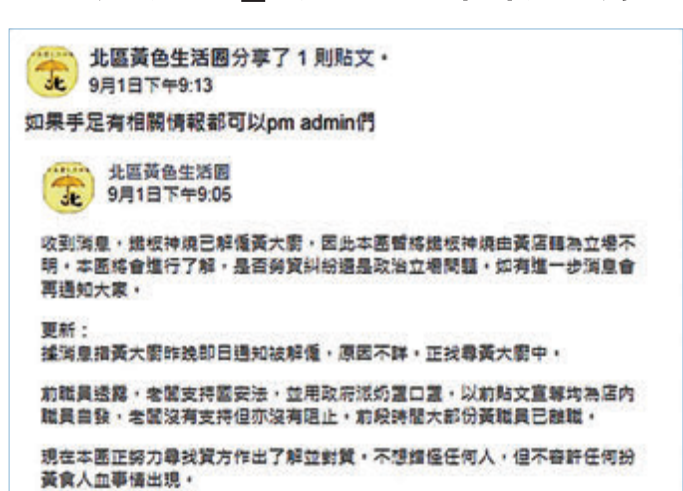 北區黃色生活圈分享了 1 則貼文。
9月1日下午9:13
如果手足有相關情報都可以pm admin們
北區黃色生活圈
9月1日下午9:05
收到消息，鐵板神燒已解僱黃大廚，因此本圈暫將鐵板神燒由黃店轉為立場不
明。本圈將會進行了解，是否勞資糾紛還是政治立場問題，如有進一步消息會
再通知大家。
更新：
據消息指黃大廚昨晚即日通知被解僱，原因不詳，正找尋黃大廚中。
前職員透露，老闆支持國安法，並用政府派奶罩口罩，以前貼文宣等均為店內
職員自發，老闆沒有支持但亦沒有阻止，前段時間大部份黃職員已離職。
現在本圈正努力尋找資方作出了解並對質，不想錯怪任何人，但不容許任何扮
黃食人血事情出現。